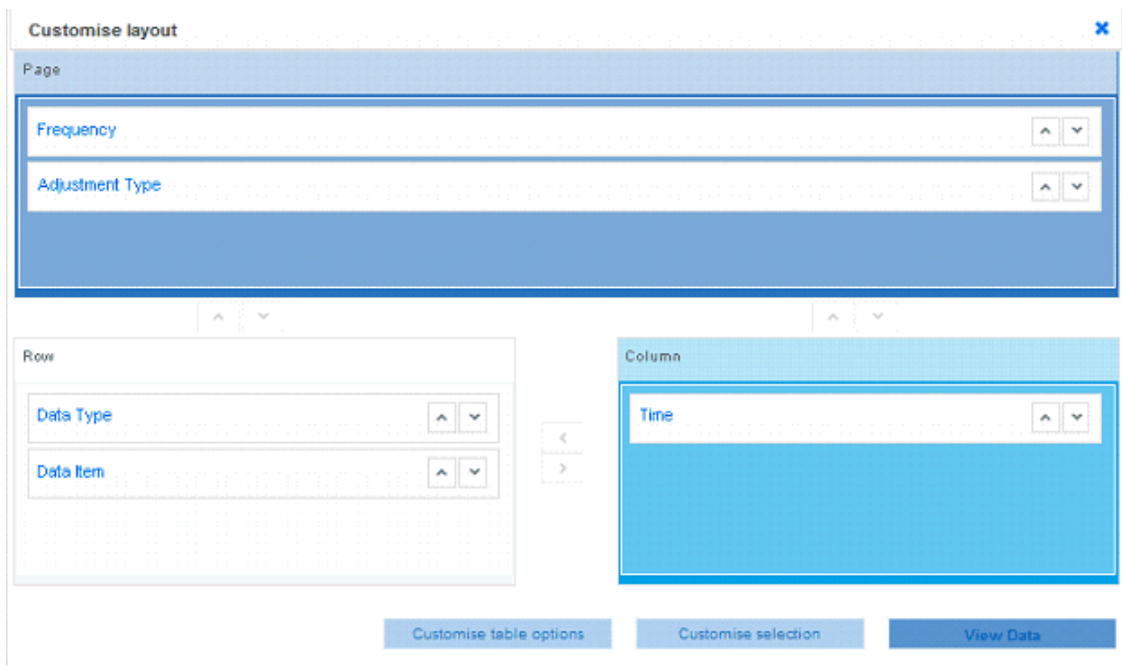 Customise layout
Page
Frequency
Adjustment Type
Row
Column
Data Type
Time
Data Item
Customise table options
Customise selection
View Data